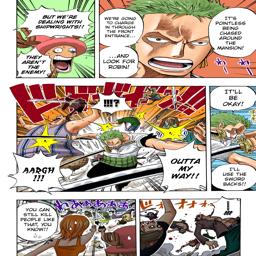 IT'S
POINTLESS
BEING
CHASED
AROUND
THE
MANSION!
WE'RE GOING
TO CHARGE
IN THROUGH
THE FRONT
ENTRANCE...
...AND
LOOK FOR
ROBIN!
BUT WE'RE
DEALING WITH
SHIPWRIGHTS!!
THEY
AREN'T
THE
ENEMY!
IT'LL
BE
OKAY!
I'LL
USE THE
SWORD
BACKS!!
!!!?
OUTTA
MY
WAY!!
AARGH
!!!
YOU CAN
STILL KILL
PEOPLE LIKE
THAT, YOU
KNOW!!